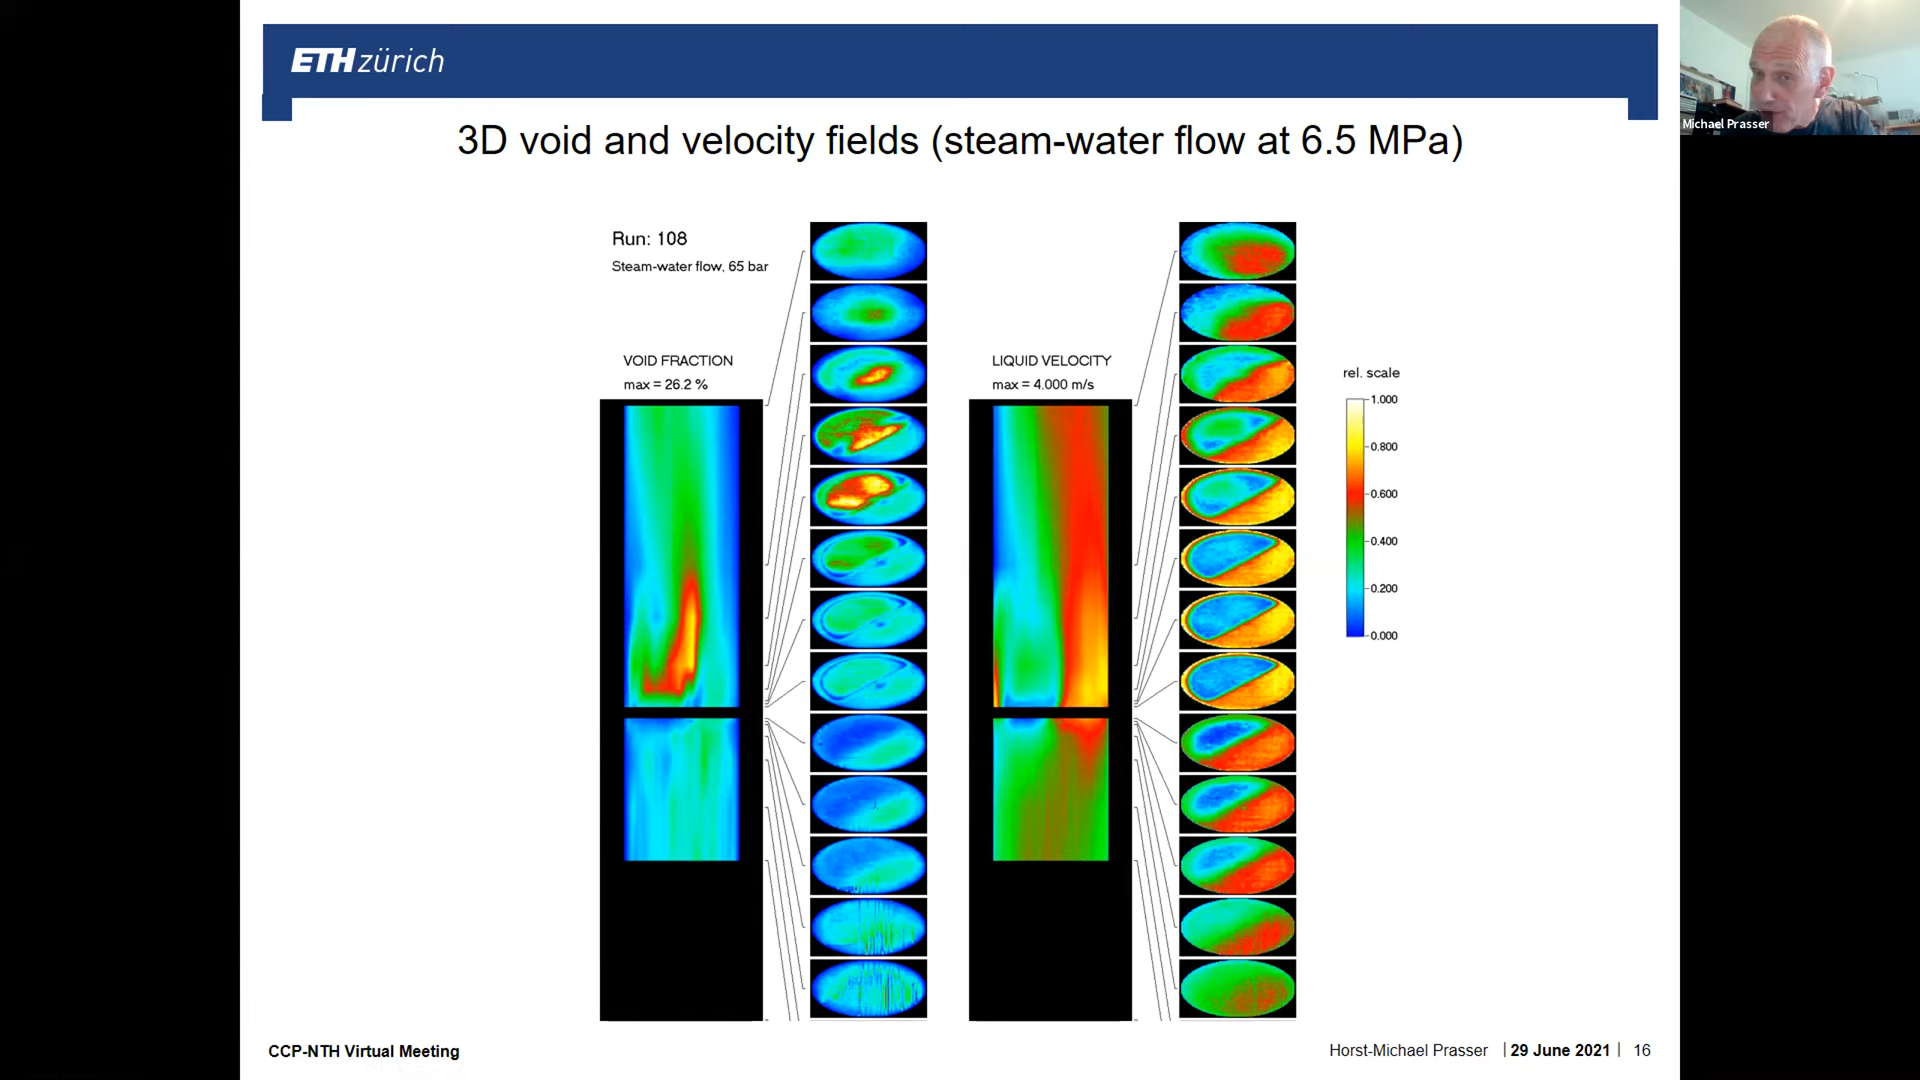 ETH zürich
Michael Prasser
3D void and velocity fields (steam-water flow at 6.5 MPa)
Run: 108
Steam-water flow, 65 bar
VOID FRACTION
max = 26.2 %
LIQUID VELOCITY
max = 4.000 m/s
rel. scale
1.000
0.800
0.600
0.400
0.200
0.000
CCP-NTH Virtual Meeting
Horst-Michael Prasser | 29 June 2021 | 16